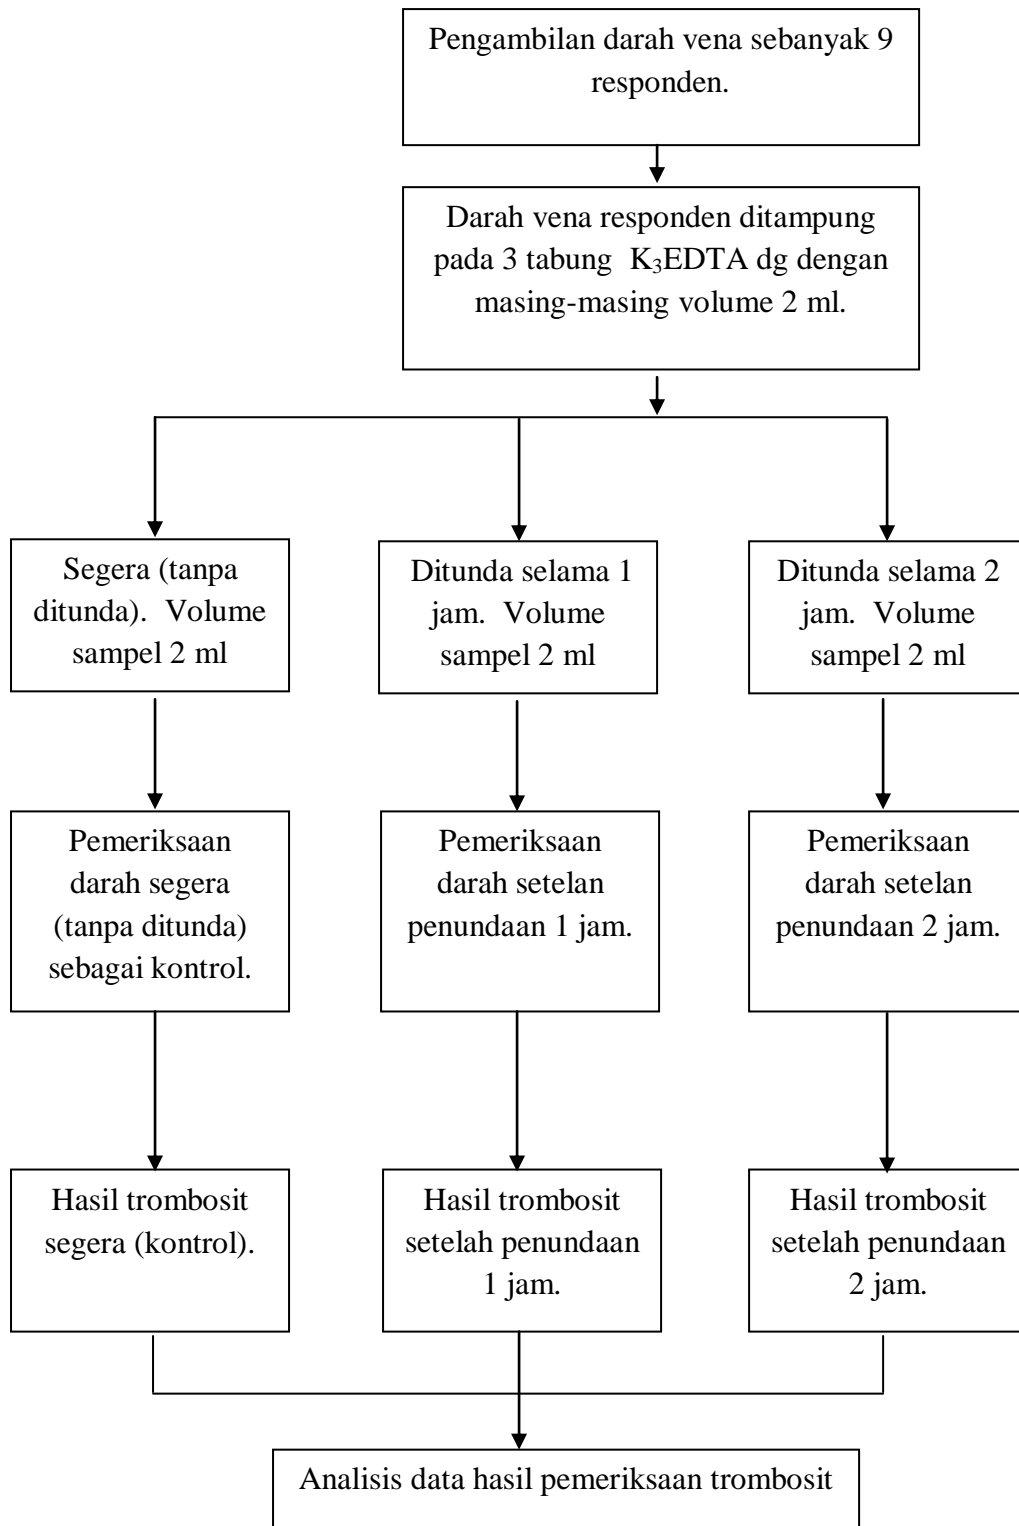 Pengambilan darah vena sebanyak 9
responden.
Darah vena responden ditampung
pada 3 tabung K₃EDTA dg dengan
masing-masing volume 2 ml.
Segera (tanpa
ditunda). Volume
sampel 2 ml
Ditunda selama 1
jam. Volume
sampel 2 ml
Ditunda selama 2
jam. Volume
sampel 2 ml
Pemeriksaan
darah segera
(tanpa ditunda)
sebagai kontrol.
Pemeriksaan
darah setelan
penundaan 1 jam.
Pemeriksaan
darah setelan
penundaan 2 jam.
Hasil trombosit
segera (kontrol).
Hasil trombosit
setelah penundaan
1 jam.
Hasil trombosit
setelah penundaan
2 jam.
Analisis data hasil pemeriksaan trombosit